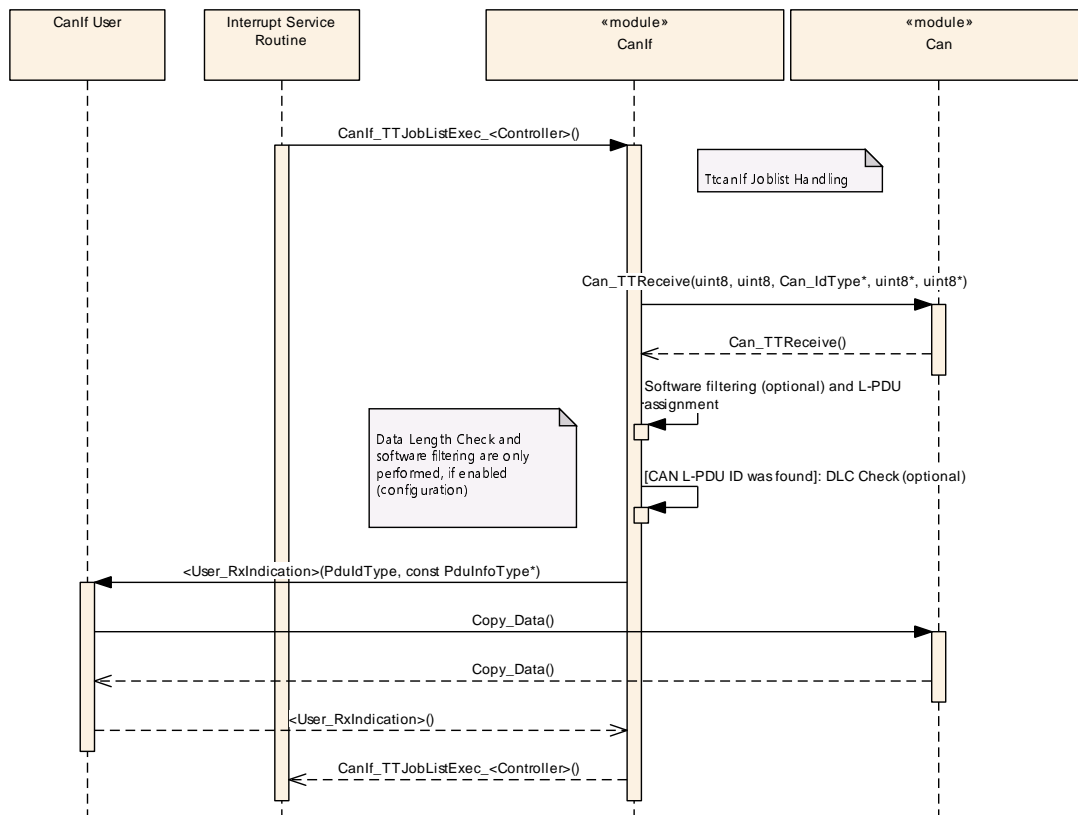 CanIf User
Interrupt Service
Routine
«module»
CanIf
«module»
Can
CanIf_TTJobListExec_<Controller>()
TtcanIf Joblist Handling
Can_TTReceive(uint8, uint8, Can_IdType*, uint8*, uint8*)
Can_TTReceive()
Software filtering (optional) and L-PDU
assignment
Data Length Check and
software filtering are only
performed, if enabled
(configuration)
[CAN L-PDU ID was found]: DLC Check (optional)
<User_RxIndication>(PduIdType, const PduInfoType*)
Copy_Data()
Copy_Data()
<User_RxIndication>()
CanIf_TTJobListExec_<Controller>()